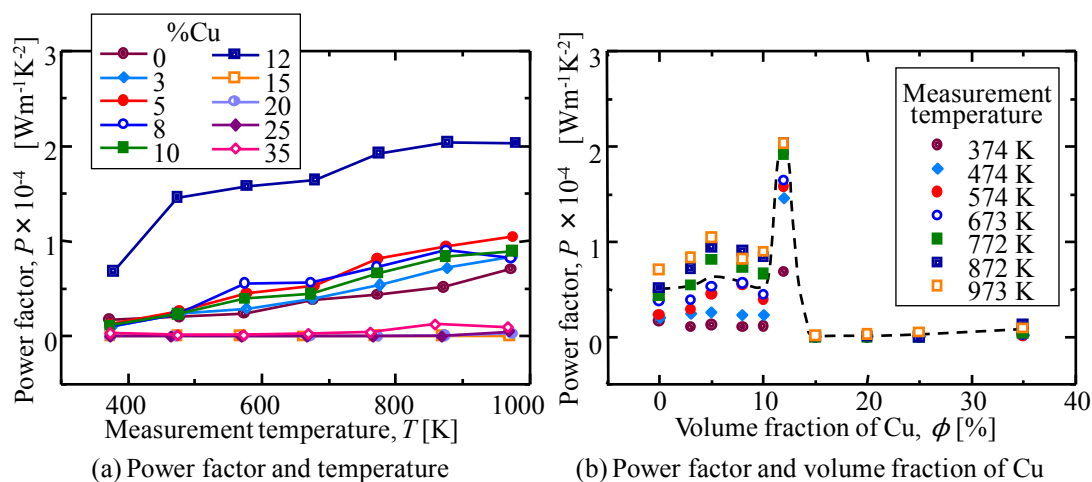 %Cu
0 12
3 15
5 20
8 25
10 35
Power factor, P × 10⁻⁴ [Wm⁻¹K⁻²]
3
2
1
0
400 600 800 1000
Measurement temperature, T [K]
(a) Power factor and temperature
Power factor, P × 10⁻⁴ [Wm⁻¹K⁻²]
3
2
1
0
Measurement
temperature
374 K
474 K
574 K
673 K
772 K
872 K
973 K
0 10 20 30 40
Volume fraction of Cu, ϕ [%]
(b) Power factor and volume fraction of Cu